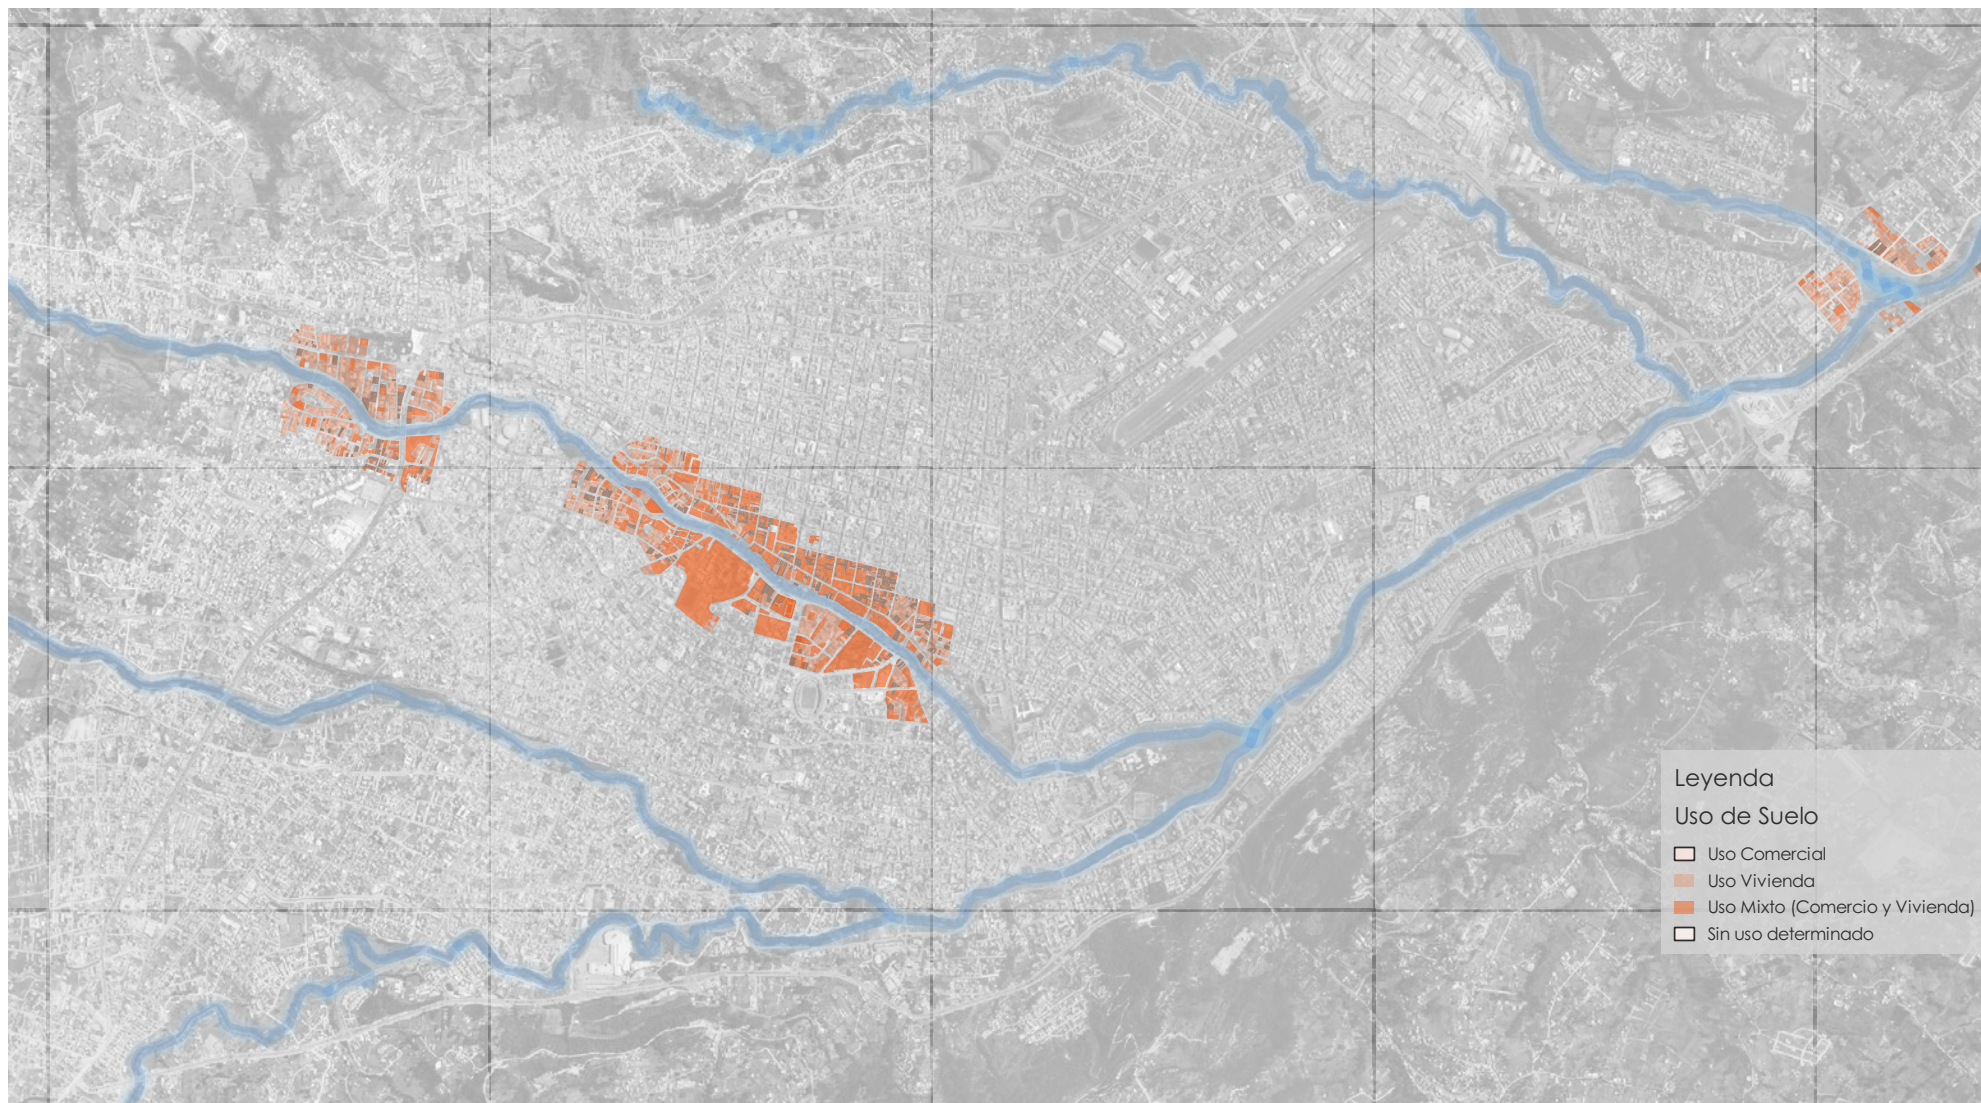 Leyenda
Uso de Suelo
Uso Comercial
Uso Vivienda
Uso Mixto (Comercio y Vivienda)
Sin uso determinado